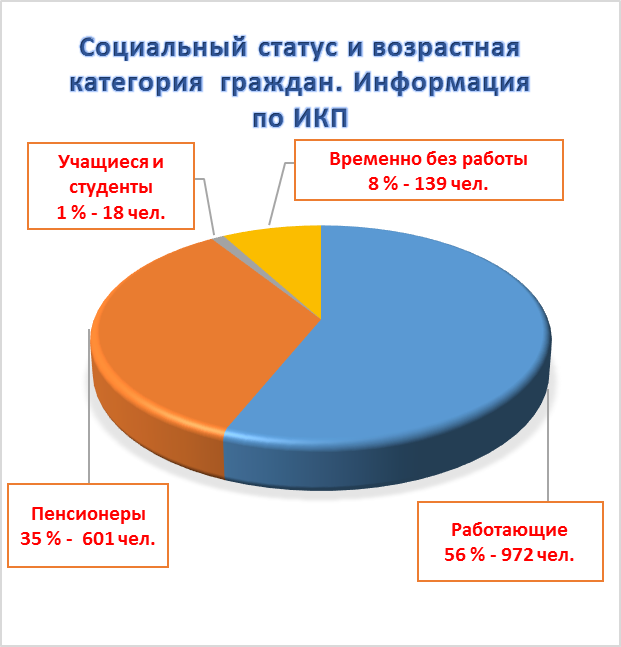 Социальный статус и возрастная
категория  граждан. Информация
по ИКП
Учащиеся и
студенты
1 % - 18 чел.
Временно без работы
8 % - 139 чел.
Пенсионеры
35 % -  601 чел.
Работающие
56 % - 972 чел.